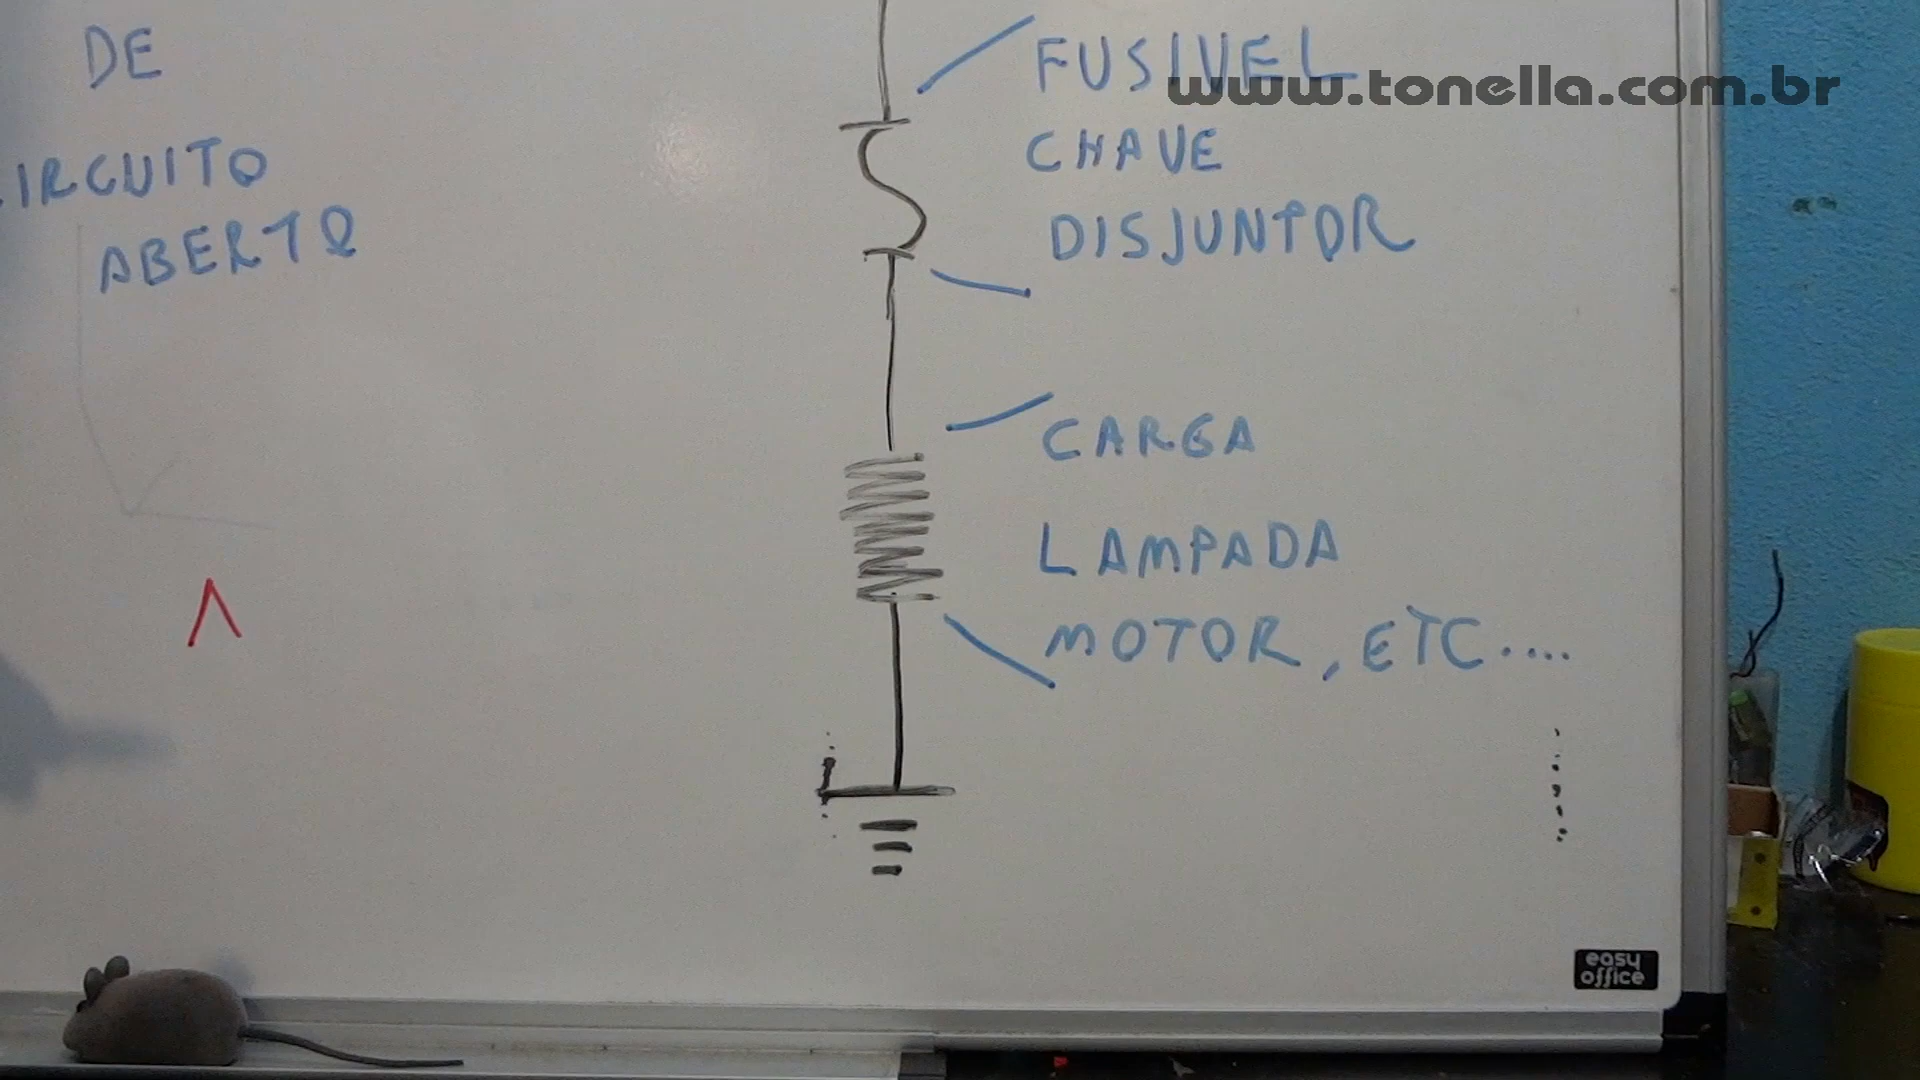 DE
IRCUITO
ABERTO
FUSIVEL
www.tonella.com.br
CHAVE
DISJUNTOR
CARGA
LAMPADA
MOTOR, ETC....
easy
office